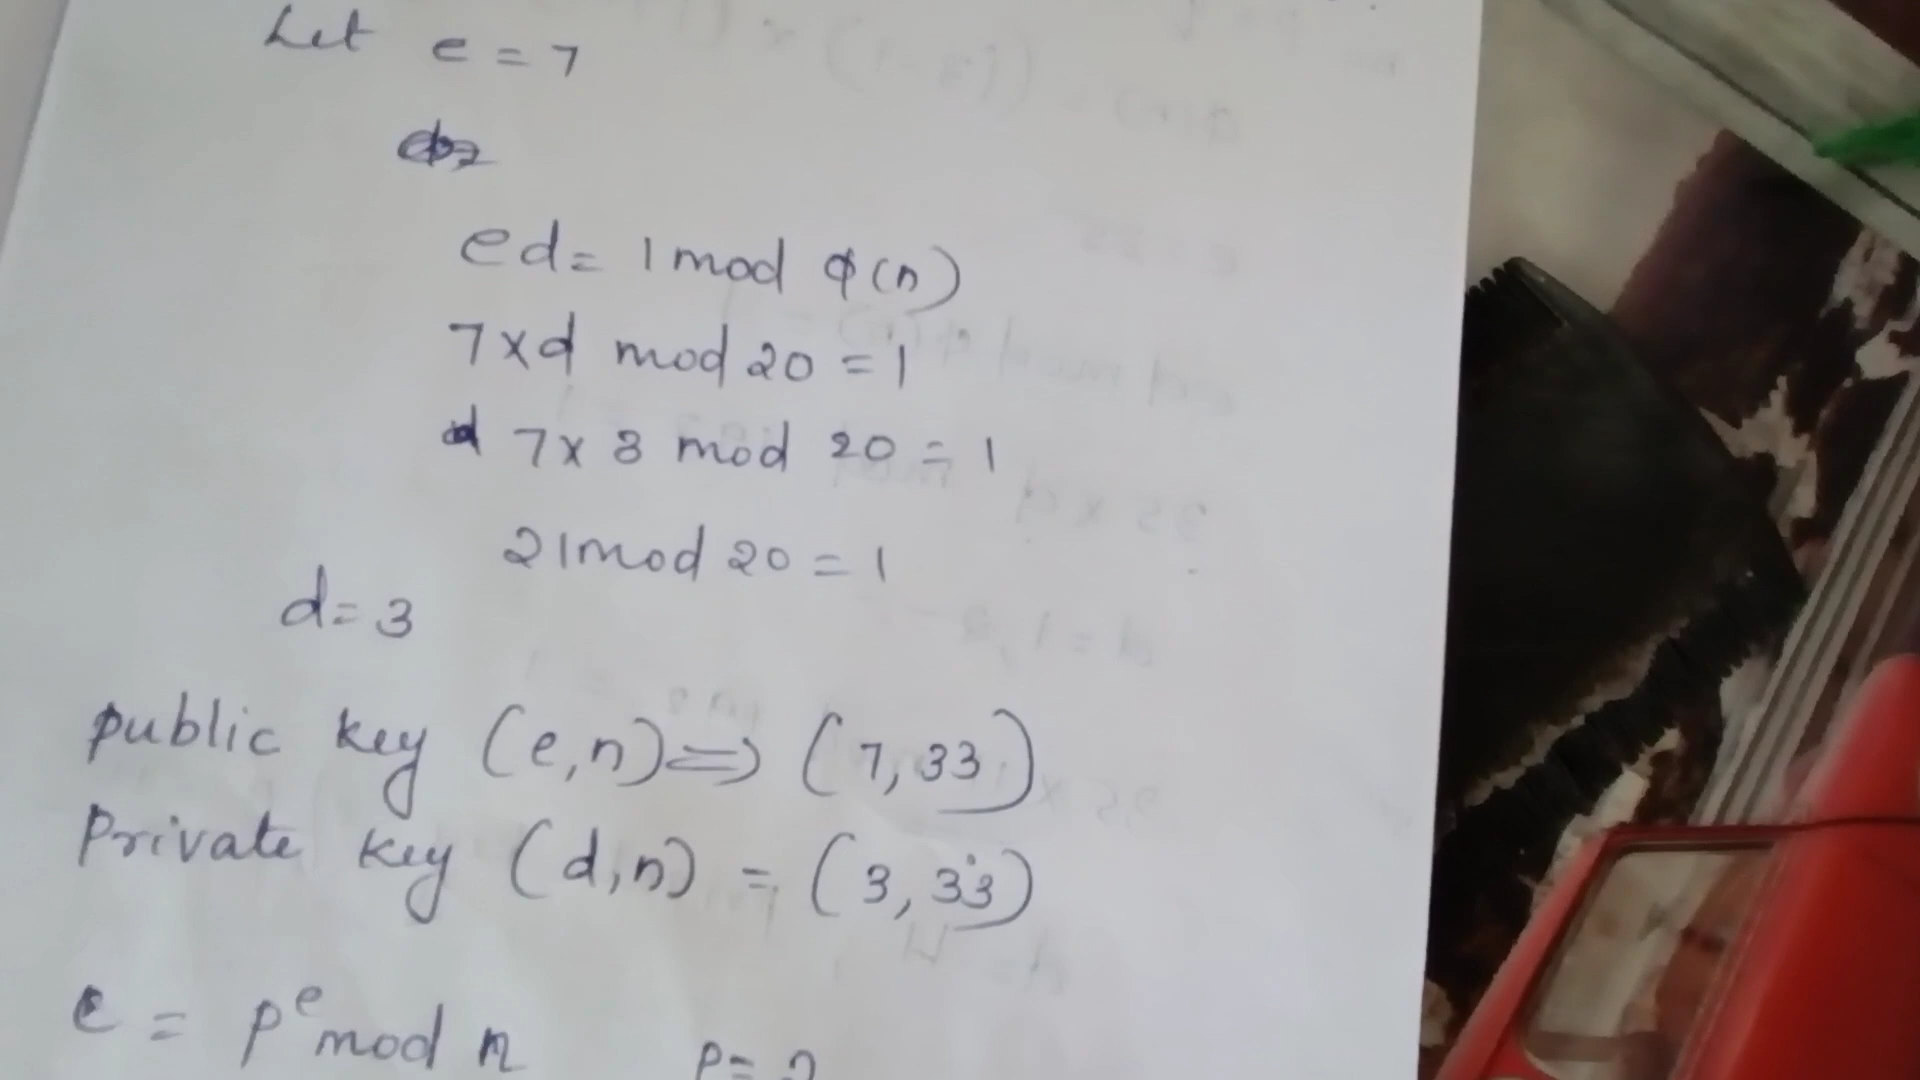 Let e = 7
ed = 1 mod φ(n)
7 x d mod 20 = 1
d 7 x 3 mod 20 = 1
21 mod 20 = 1
d = 3
public key (e, n) ⇒ (7, 33)
Private key (d, n) = (3, 33)
c = p^e mod n P =